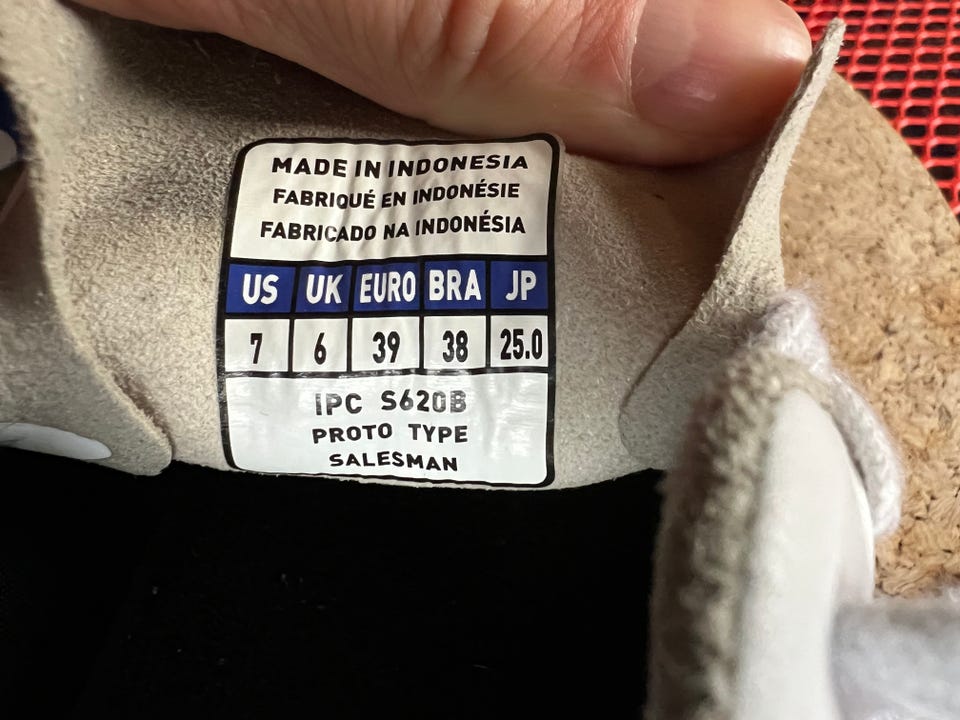 MADE IN INDONESIA
FABRIQUÉ EN INDONÉSIE
FABRICADO NA INDONÉSIA
US UK EURO BRA JP
7 6 39 38 25.0
IPC S620B
PROTO TYPE
SALESMAN